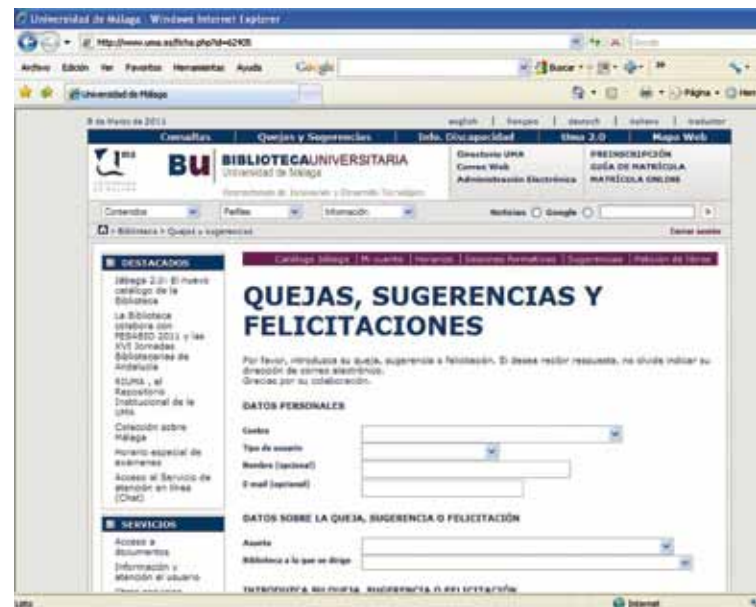 Universidad de Málaga - Windows Internet Explorer
http://www.uma.es/ficha.php?id=62405
Archivo Edición Ver Favoritos Herramientas Ayuda Google Buscar
Universidad de Málaga Página
8 de Marzo de 2011 english | français | deutsch | italiano | traductor
Consultas | Quejas y Sugerencias | Info. Discapacidad | Uma 2.0 | Mapa Web
uma
BU BIBLIOTECAUNIVERSITARIA
Universidad de Málaga
Directorio UMA
Correo Web
Administración Electrónica
PREINSCRIPCIÓN
GUÍA DE MATRÍCULA
MATRÍCULA ONLINE
Contenidos Perfiles Información Noticias Google
> Biblioteca > Quejas y sugerencias Cerrar sesión
Catálogo Jábega | Mi cuenta | Horarios | Sesiones formativas | Sugerencias | Petición de libros
DESTACADOS
Jábega 2.0: El nuevo
catálogo de la
Biblioteca
La Biblioteca
colabora con
y las
XVI Jornadas
Bibliotecarias de
Andalucía
RIUMA, el
Repositorio
Institucional de la
UMA
Colección sobre
Málaga
Horario especial de
exámenes
Acceso al Servicio de
atención en línea
(Chat)
SERVICIOS
Acceso a
documentos
Información y
atención al usuario
QUEJAS, SUGERENCIAS Y
FELICITACIONES
Por favor, introduzca su queja, sugerencia o felicitación. Si desea recibir respuesta, no olvide indicar su
dirección de correo electrónico.
Gracias por su colaboración.
DATOS PERSONALES
Centro
Tipo de usuario
Nombre (opcional)
E-mail (opcional)
DATOS SOBRE LA QUEJA, SUGERENCIA O FELICITACIÓN
Asunto
Biblioteca a la que se dirige
INTRODUZCA SU QUEJA, SUGERENCIA O FELICITACIÓN
Listo Internet